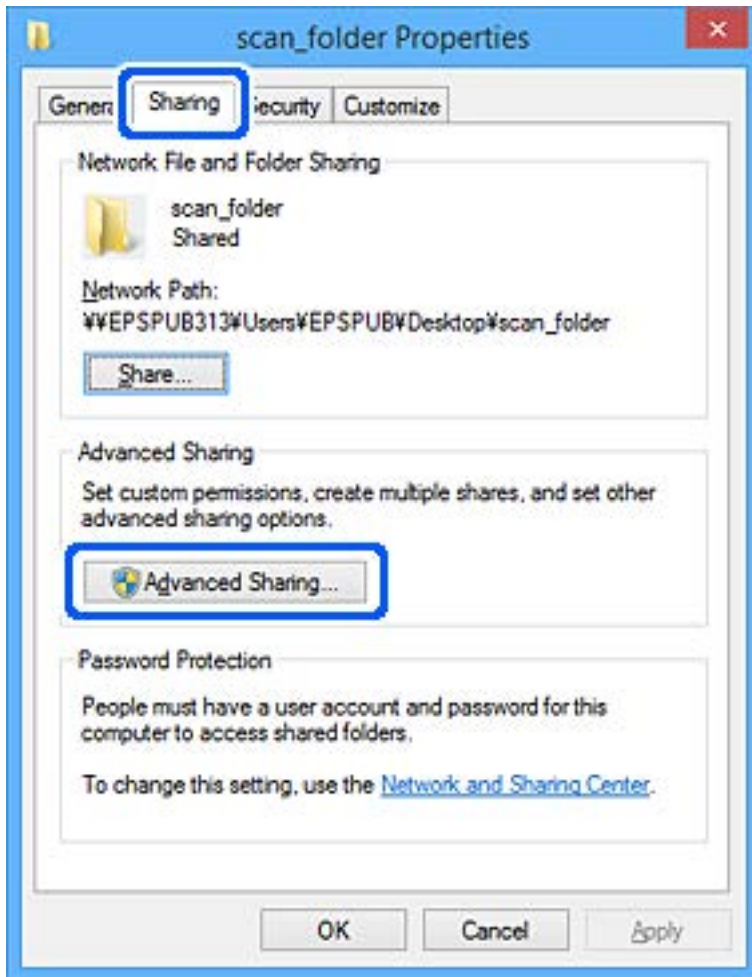 scan_folder Properties
General Sharing Security Customize
Network File and Folder Sharing
scan_folder
Shared
Network Path:
¥¥EPSPUB313¥Users¥EPSPUB¥Desktop¥scan_folder
Share...
Advanced Sharing
Set custom permissions, create multiple shares, and set other
advanced sharing options.
Advanced Sharing...
Password Protection
People must have a user account and password for this
computer to access shared folders.
To change this setting, use the Network and Sharing Center.
OK Cancel Apply